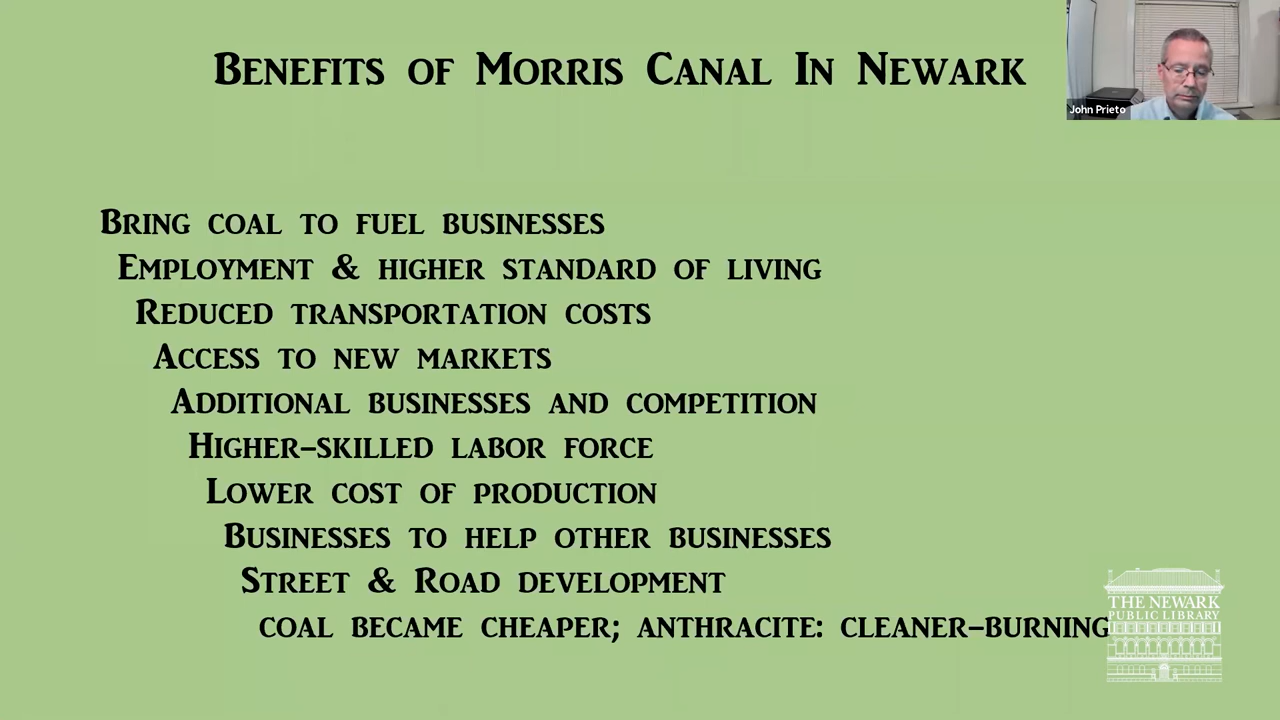 Benefits of Morris Canal In Newark
John Prieto
Bring coal to fuel businesses
Employment & higher standard of living
Reduced transportation costs
Access to new markets
Additional businesses and competition
Higher-skilled labor force
Lower cost of production
Businesses to help other businesses
Street & Road development
coal became cheaper; anthracite: cleaner-burning
THE NEWARK
PUBLIC LIBRARY